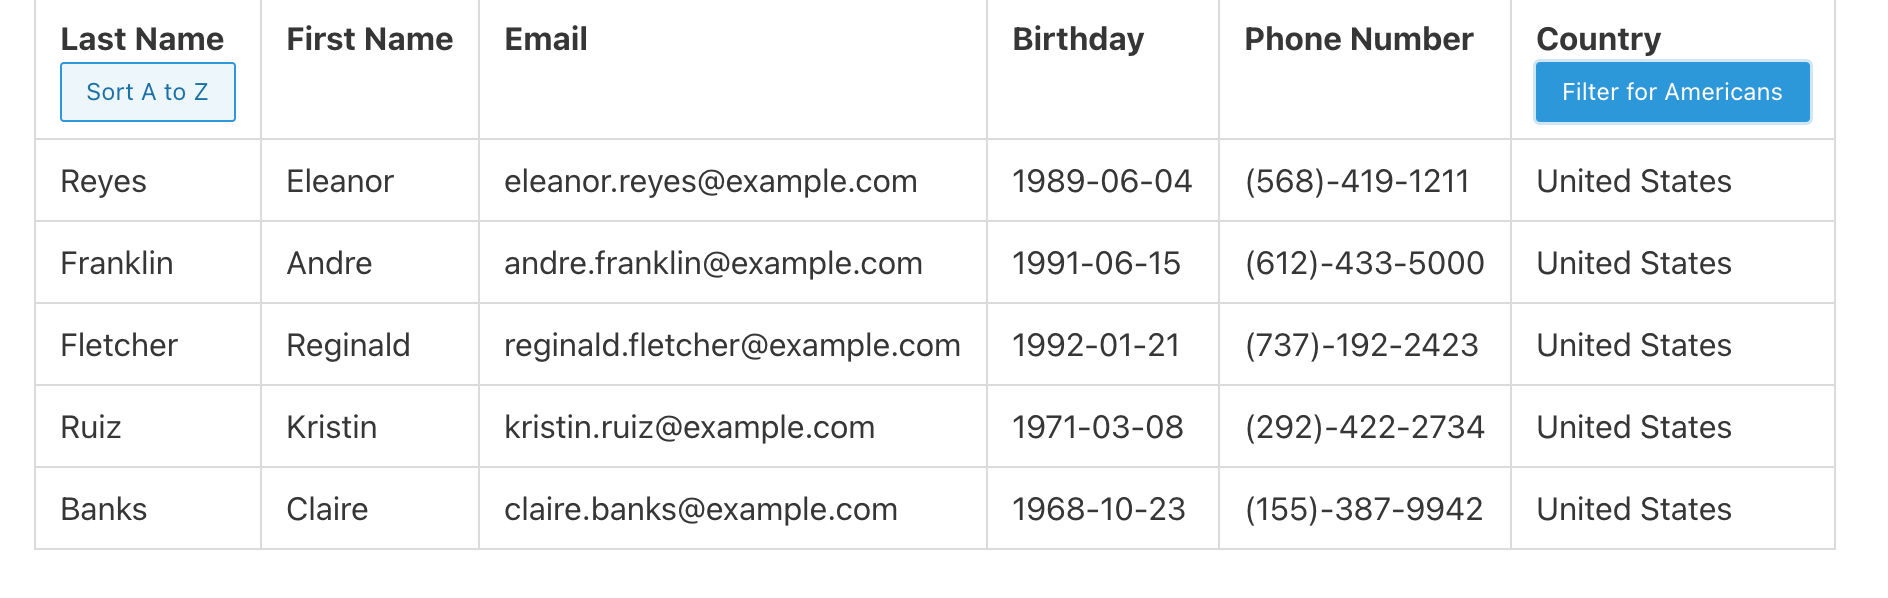 Last Name First Name Email Birthday Phone Number Country
Sort A to Z Filter for Americans
Reyes Eleanor eleanor.reyes@example.com 1989-06-04 (568)-419-1211 United States
Franklin Andre andre.franklin@example.com 1991-06-15 (612)-433-5000 United States
Fletcher Reginald reginald.fletcher@example.com 1992-01-21 (737)-192-2423 United States
Ruiz Kristin kristin.ruiz@example.com 1971-03-08 (292)-422-2734 United States
Banks Claire claire.banks@example.com 1968-10-23 (155)-387-9942 United States